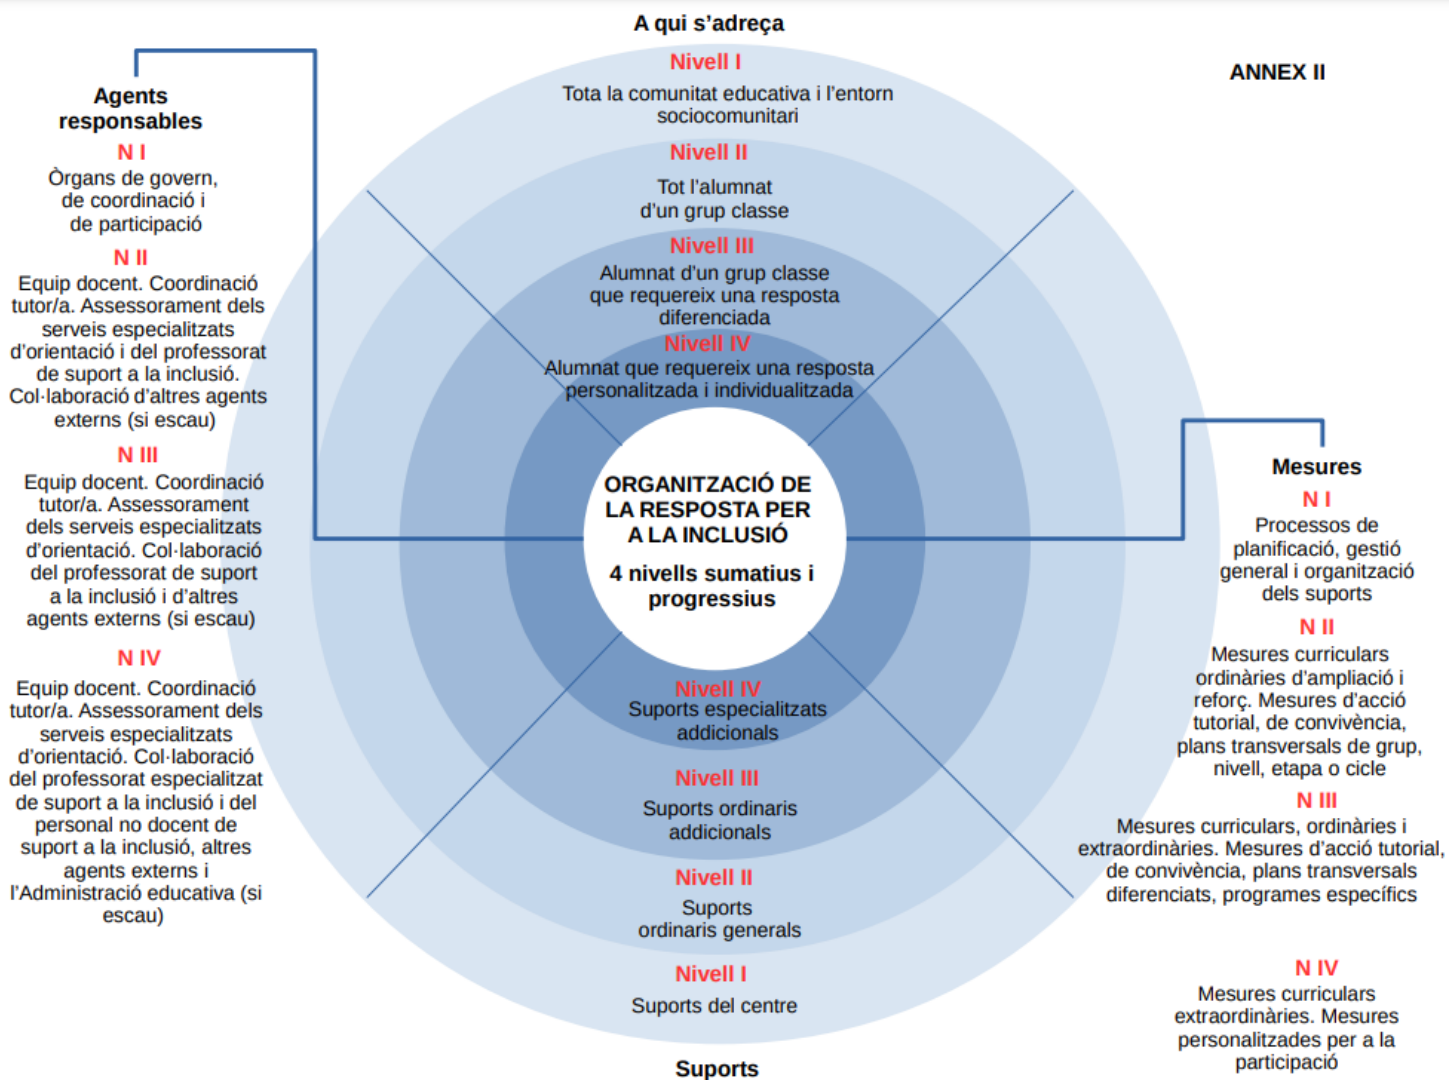 A qui s’adreça
Nivell I
Tota la comunitat educativa i l’entorn
sociocomunitari
Nivell II
Tot l’alumnat
d’un grup classe
Nivell III
Alumnat d’un grup classe
que requereix una resposta
diferenciada
Nivell IV
Alumnat que requereix una resposta
personalitzada i individualitzada
ANNEX II
Agents
responsables
N I
Òrgans de govern,
de coordinació i
de participació
N II
Equip docent. Coordinació
tutor/a. Assessorament dels
serveis especialitzats
d’orientació i del professorat
de suport a la inclusió.
Col·laboració d’altres agents
externs (si escau)
N III
Equip docent. Coordinació
tutor/a. Assessorament
dels serveis especialitzats
d’orientació. Col·laboració
del professorat de suport
a la inclusió i d’altres
agents externs (si escau)
N IV
Equip docent. Coordinació
tutor/a. Assessorament dels
serveis especialitzats
d’orientació. Col·laboració
del professorat especialitzat
de suport a la inclusió i del
personal no docent de
suport a la inclusió, altres
agents externs i
l’Administració educativa (si
escau)
ORGANITZACIÓ DE
LA RESPOSTA PER
A LA INCLUSIÓ
4 nivells sumatius i
progressius
Mesures
N I
Processos de
planificació, gestió
general i organització
dels suports
N II
Mesures curriculars
ordinàries d’ampliació i
reforç. Mesures d’acció
tutorial, de convivència,
plans transversals de grup,
nivell, etapa o cicle
N III
Mesures curriculars, ordinàries i
extraordinàries. Mesures d’acció tutorial,
de convivència, plans transversals
diferenciats, programes específics
N IV
Mesures curriculars
extraordinàries. Mesures
personalitzades per a la
participació
Nivell IV
Suports especialitzats
addicionals
Nivell III
Suports ordinaris
addicionals
Nivell II
Suports
ordinaris generals
Nivell I
Suports del centre
Suports